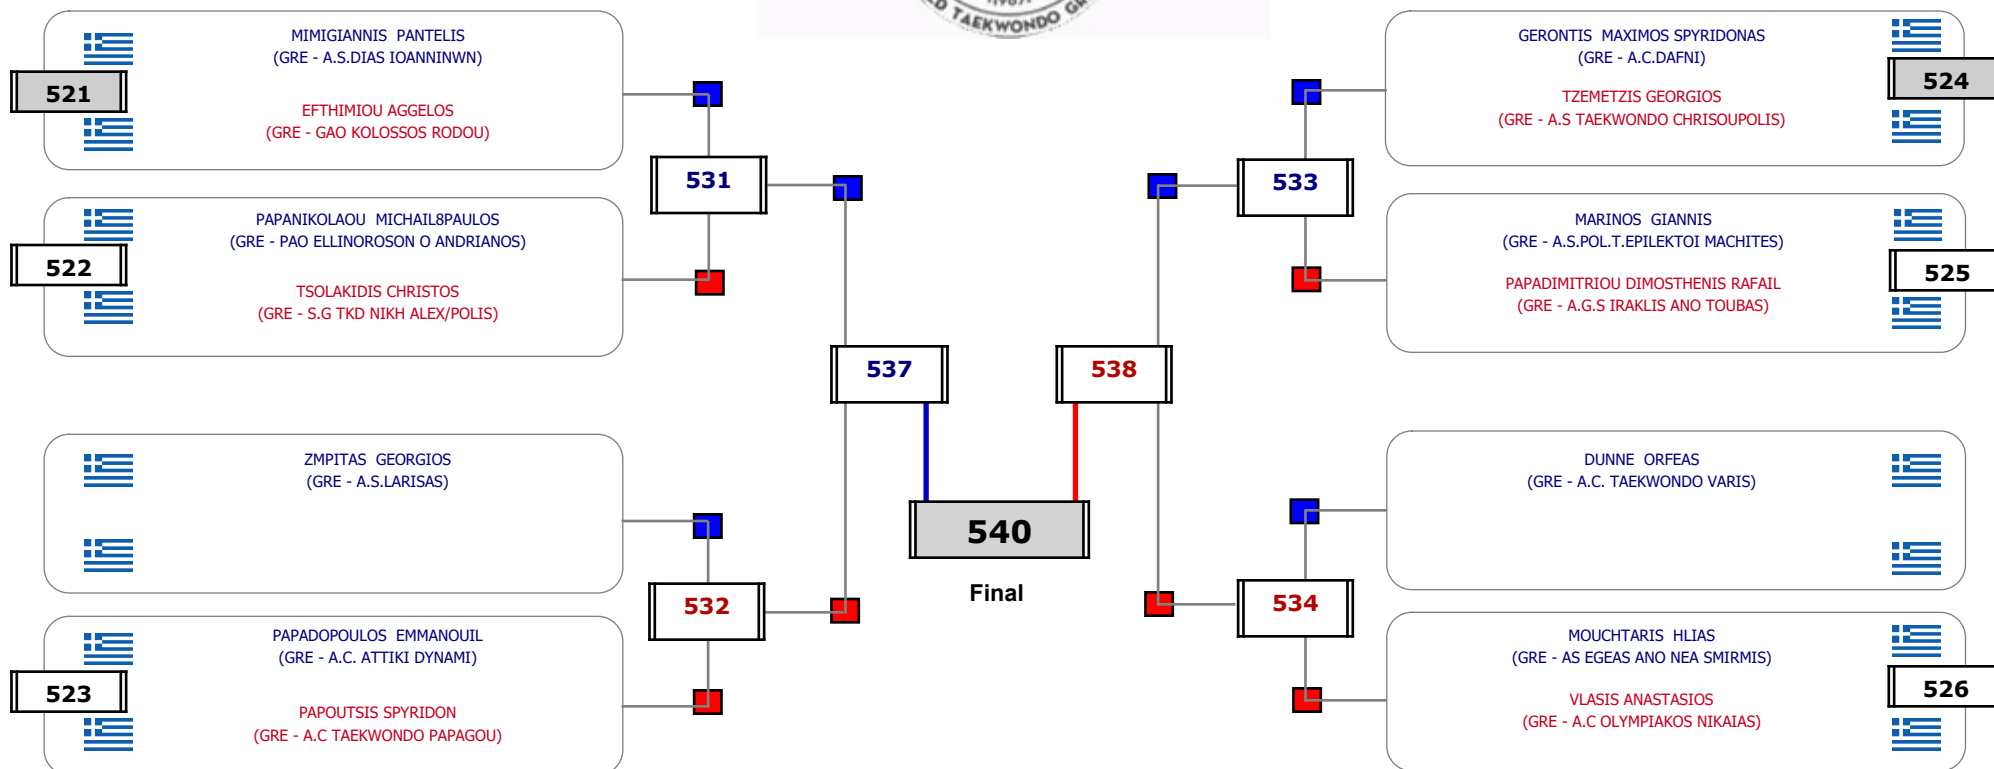 TAEKWONDO
MIMIGIANNIS PANTELIS
(GRE - A.S.DIAS IOANNINWN)
521
EFTHIMIOU AGGELOS
(GRE - GAO KOLOSSOS RODOU)
531
PAPANIKOLAOU MICHAIL8PAULOS
(GRE - PAO ELLINOROSON O ANDRIANOS)
522
TSOLAKIDIS CHRISTOS
(GRE - S.G TKD NIKH ALEX/POLIS)
537
ZMPITAS GEORGIOS
(GRE - A.S.LARISAS)
532
PAPADOPOULOS EMMANOUIL
(GRE - A.C. ATTIKI DYNAMI)
523
PAPOUTSIS SPYRIDON
(GRE - A.C TAEKWONDO PAPAGOU)
540
Final
GERONTIS MAXIMOS SPYRIDONAS
(GRE - A.C.DAFNI)
524
TZEMETZIS GEORGIOS
(GRE - A.S TAEKWONDO CHRISOUPOLIS)
533
MARINOS GIANNIS
(GRE - A.S.POL.T.EPILEKTOI MACHITES)
525
PAPADIMITRIOU DIMOSTHENIS RAFAIL
(GRE - A.G.S IRAKLIS ANO TOUBAS)
538
DUNNE ORFEAS
(GRE - A.C. TAEKWONDO VARIS)
534
MOUCHTARIS HLIAS
(GRE - AS EGEAS ANO NEA SMIRMIS)
526
VLASIS ANASTASIOS
(GRE - A.C OLYMPIAKOS NIKAIAS)